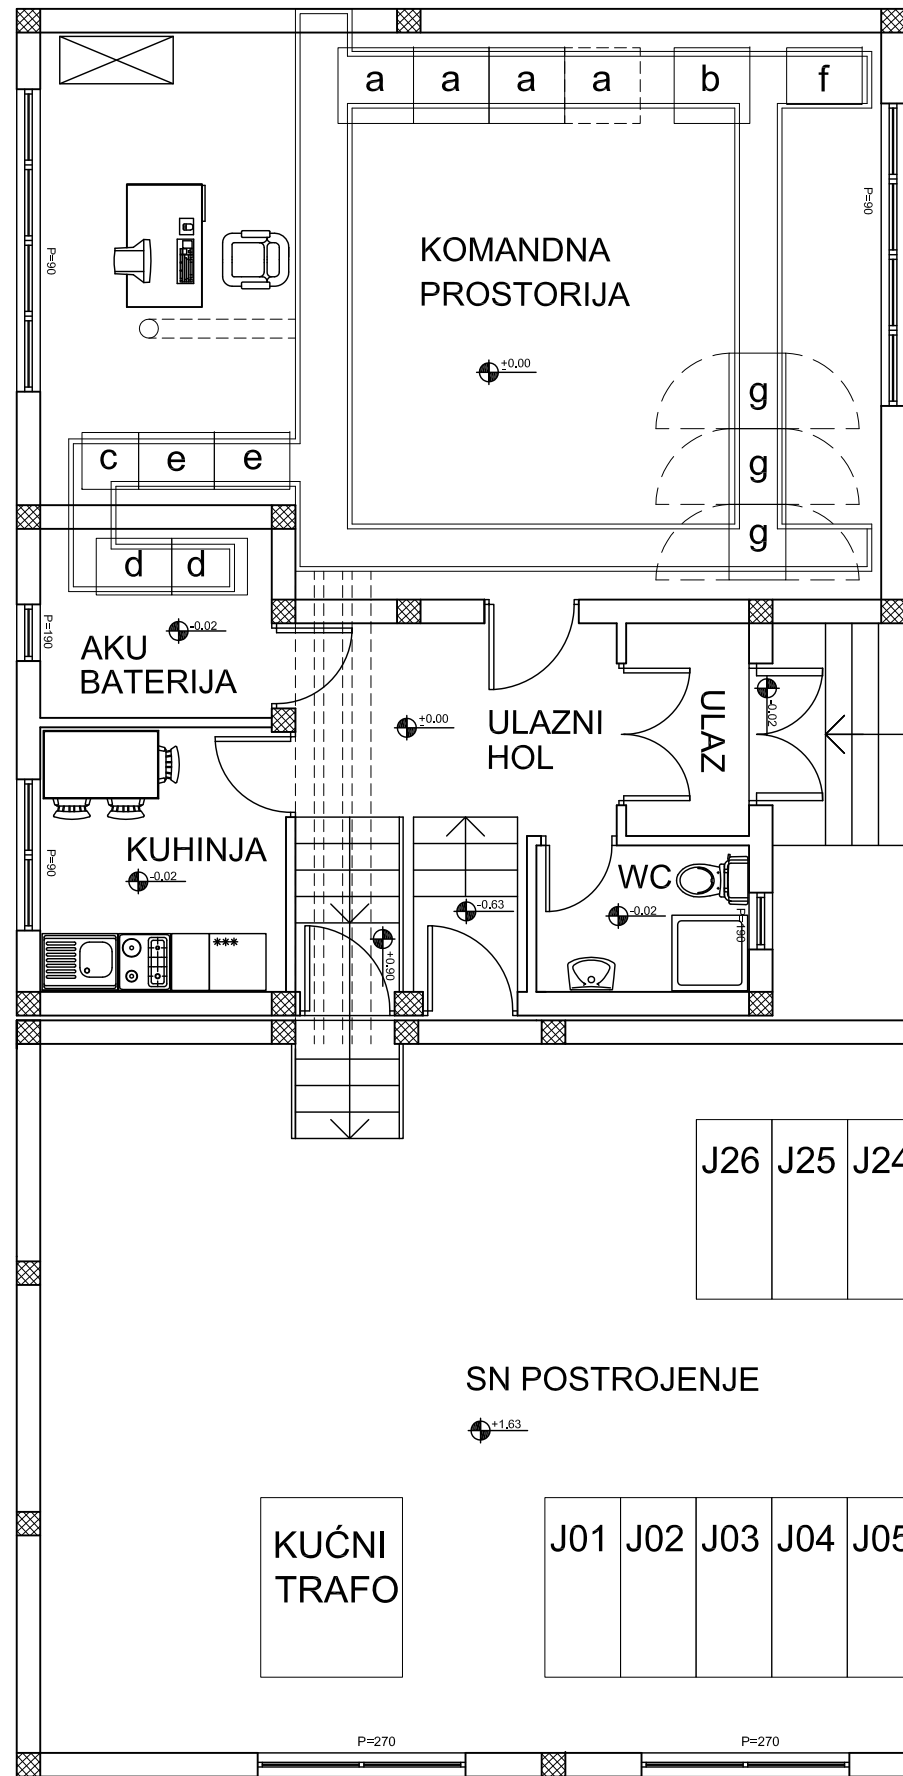 a a a a b f
P=90
P=90
KOMANDNA
PROSTORIJA
+0.00
g
c e e g
d d g
P=190
-0.02
AKU
BATERIJA
-0.02
+0.00
ULAZNI
HOL
ULAZ
P=90
KUHINJA
-0.02
WC
-0.63
-0.02
P=190
+0.90
***
J26 J25 J24
SN POSTROJENJE
+1.63
KUĆNI
TRAFO
J01 J02 J03 J04 J05
P=270
P=270